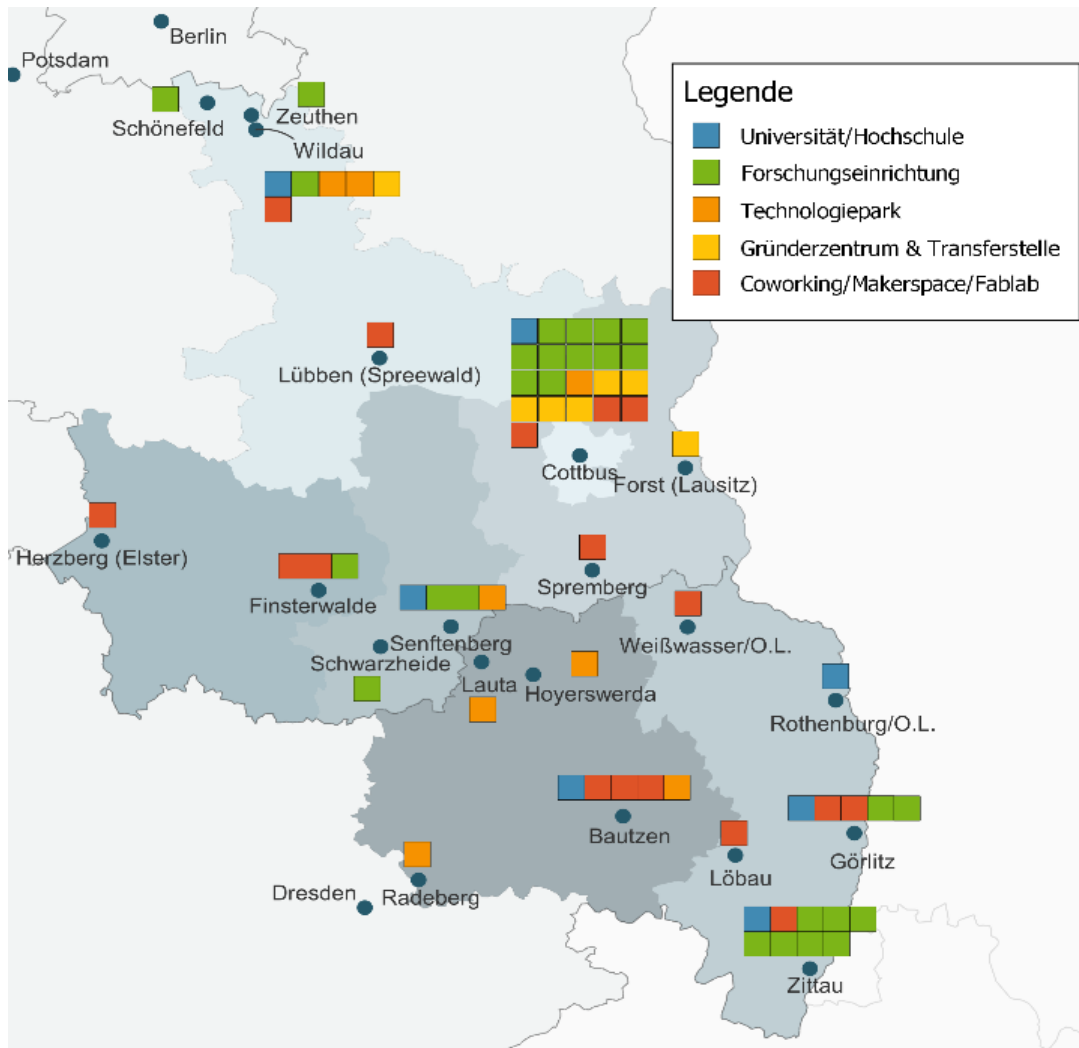 Berlin
Potsdam
Legende
Universität/Hochschule
Forschungseinrichtung
Technologiepark
Gründerzentrum & Transferstelle
Coworking/Makerspace/Fablab
Zeuthen
Schönefeld
Wildau
Lübben (Spreewald)
Cottbus
Forst (Lausitz)
Herzberg (Elster)
Finsterwalde
Spremberg
Senftenberg
Weißwasser/O.L.
Schwarzheide
Lauta
Hoyerswerda
Rothenburg/O.L.
Bautzen
Görlitz
Löbau
Dresden
Radeberg
Zittau